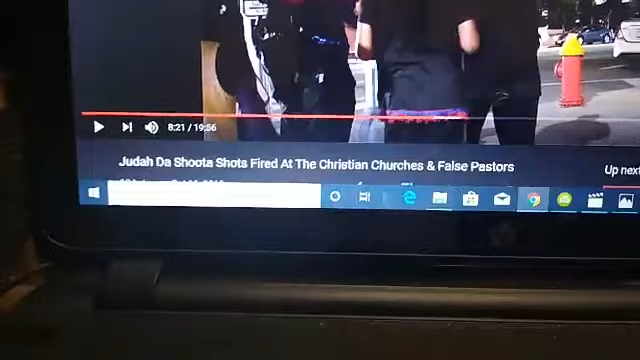 8:21 / 19:56
Judah Da Shoota Shots Fired At The Christian Churches & False Pastors
Up next